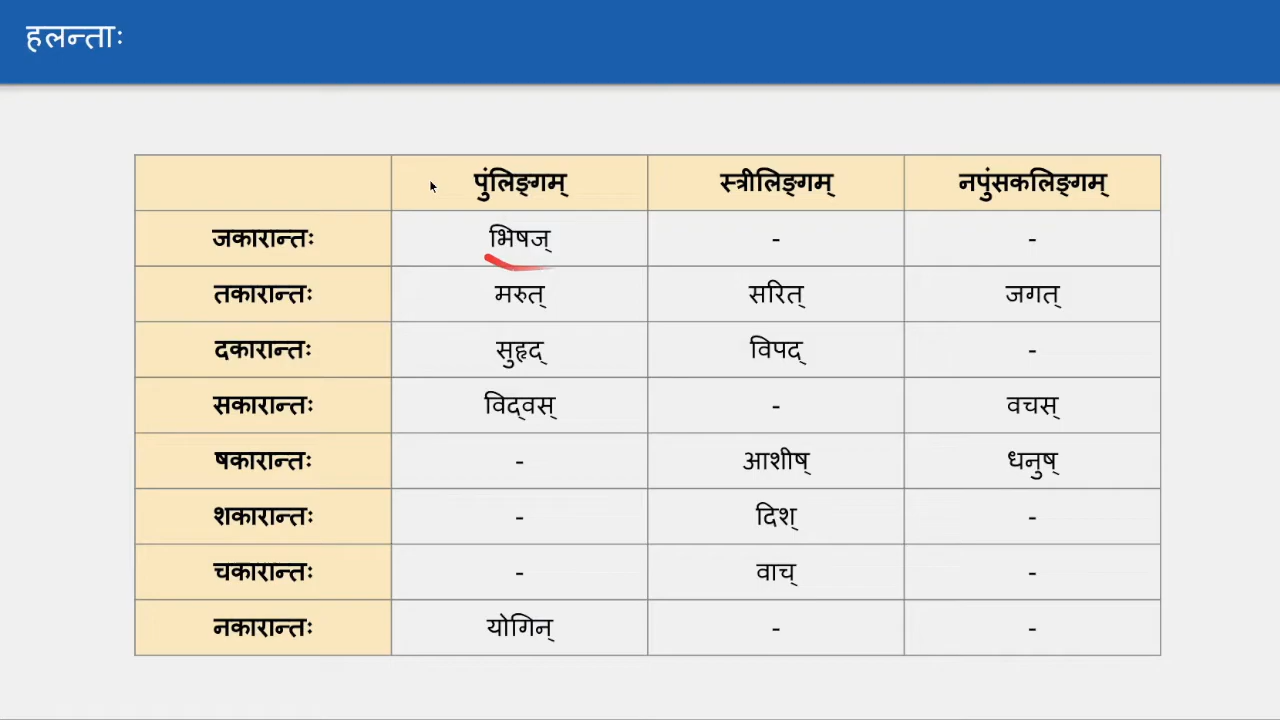 हलन्ताः
पुंलिङ्गम् स्त्रीलिङ्गम् नपुंसकलिङ्गम्
जकारान्तः भिषज् - -
तकारान्तः मरुत् सरित् जगत्
दकारान्तः सुहृद् विपद् -
सकारान्तः विद्वस् - वचस्
षकारान्तः - आशीष् धनुष्
शकारान्तः - दिश् -
चकारान्तः - वाच् -
नकारान्तः योगिन् - -